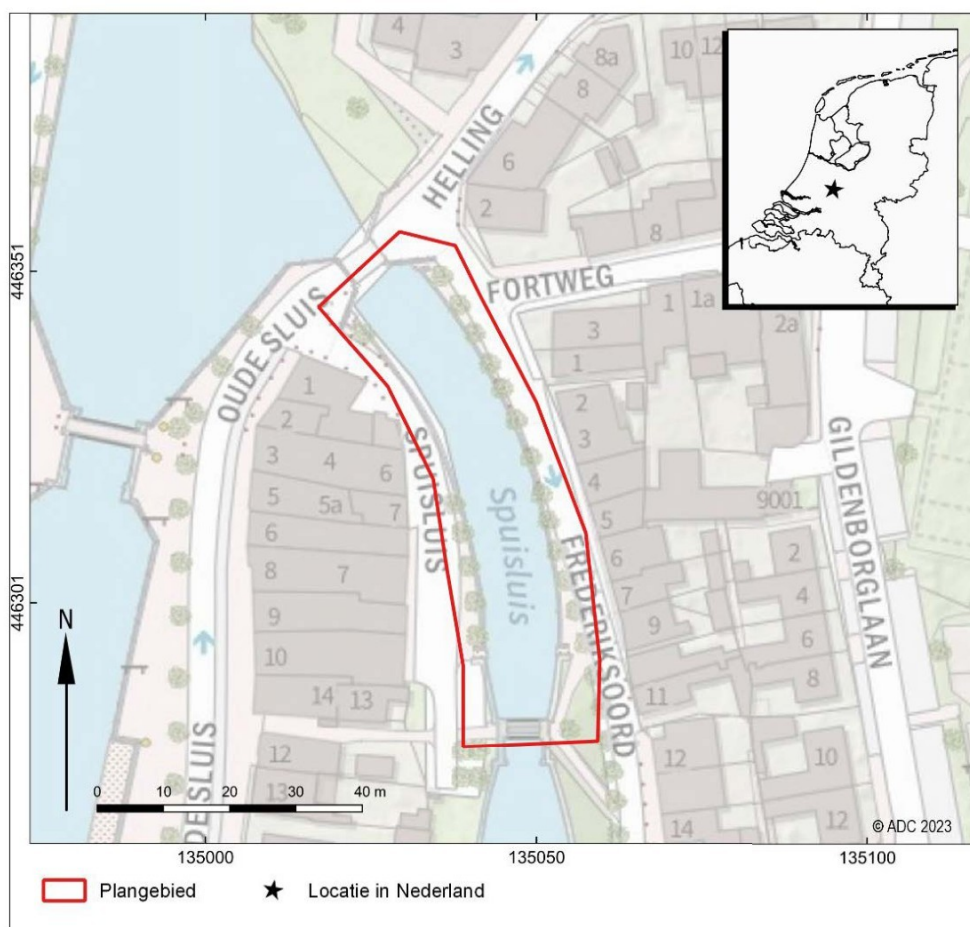 4
3
8a
8
10
12
HELLING
6
2
8
446351
FORTWEG
OUDE SLUIS
3
1
1
1a
2a
1
2
3
4
6
5
5a
7
6
8
7
9
10
14
13
12
13
SPUISLUIS
Spuisluis
2
3
4
5
6
7
9
11
12
14
9001
2
4
6
8
10
12
GILDENBORGLAAN
FREDERIKSOORD
446301
N
DE SLUIS
0 10 20 30 40 m
© ADC 2023
135000 135050 135100
Plangebied
Locatie in Nederland